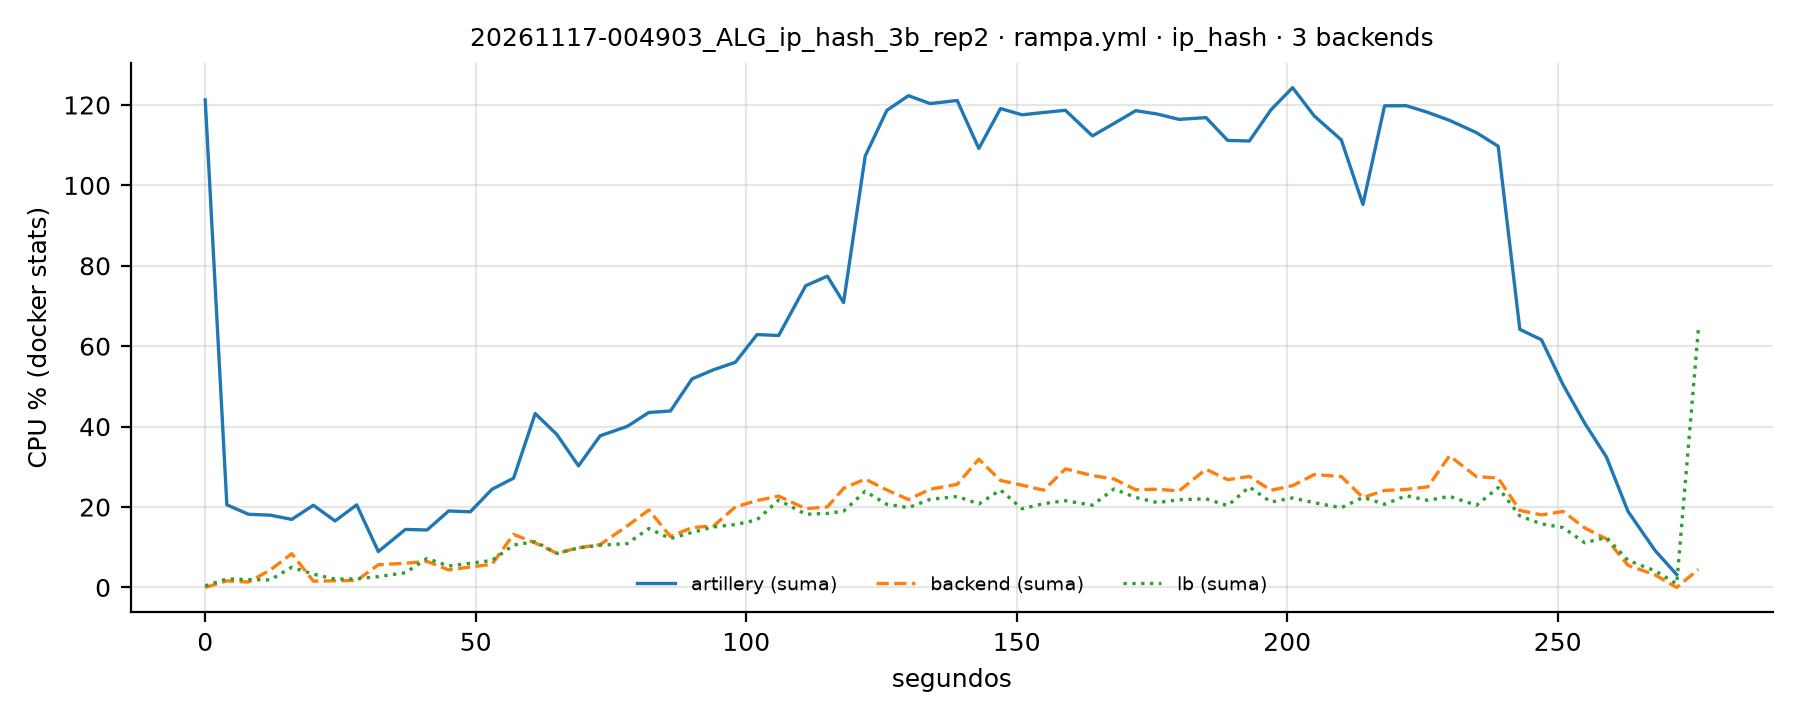 20261117-004903_ALG_ip_hash_3b_rep2 · rampa.yml · ip_hash · 3 backends
CPU % (docker stats)
120
100
80
60
40
20
0
artillery (suma) backend (suma) lb (suma)
0 50 100 150 200 250
segundos